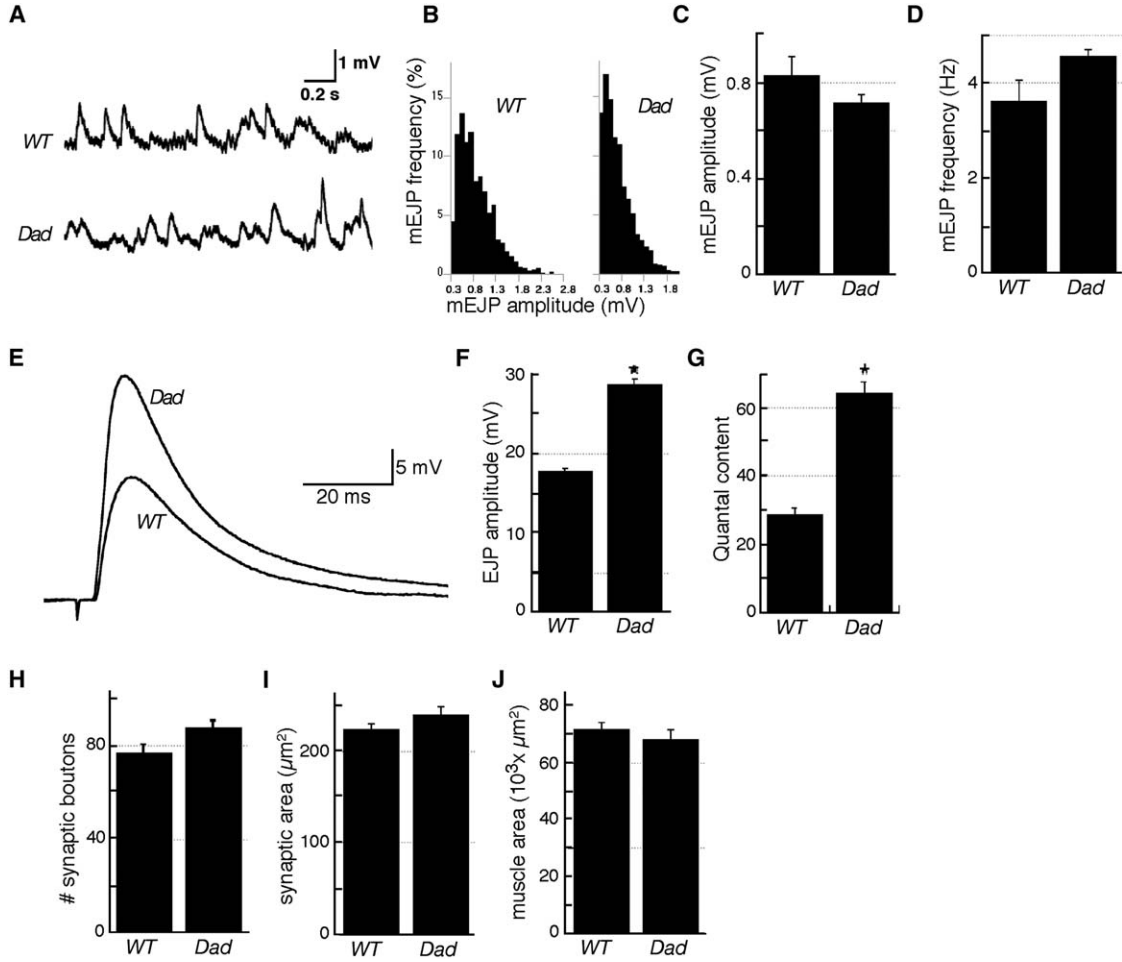 A
1 mV
0.2 s
WT
Dad
B
mEJP frequency (%)
15
10
5
0
WT
Dad
0.3 0.8 1.3 1.8 2.3 2.8
0.3 0.8 1.3 1.8
mEJP amplitude (mV)
C
mEJP amplitude (mV)
0.8
0.4
0
WT Dad
D
mEJP frequency (Hz)
4
2
0
WT Dad
E
Dad
WT
5 mV
20 ms
F
EJP amplitude (mV)
30
20
10
0
*
WT Dad
G
Quantal content
60
40
20
0
*
WT Dad
H
# synaptic boutons
80
40
0
WT Dad
I
synaptic area (µm²)
200
100
0
WT Dad
J
muscle area (10³x µm²)
80
60
40
20
0
WT Dad